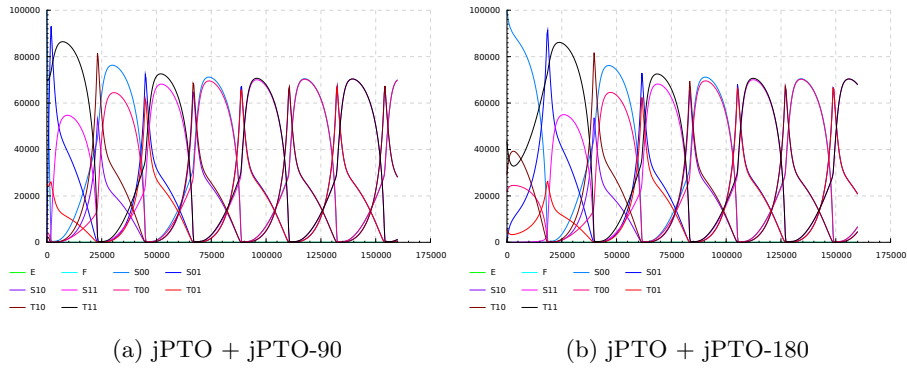 100000
80000
60000
40000
20000
0
0 25000 50000 75000 100000 125000 150000 175000
E F S00 S01
S10 S11 T00 T01
T10 T11
(a) jPTO + jPTO-90
100000
80000
60000
40000
20000
0
0 25000 50000 75000 100000 125000 150000 175000
E F S00 S01
S10 S11 T00 T01
T10 T11
(b) jPTO + jPTO-180